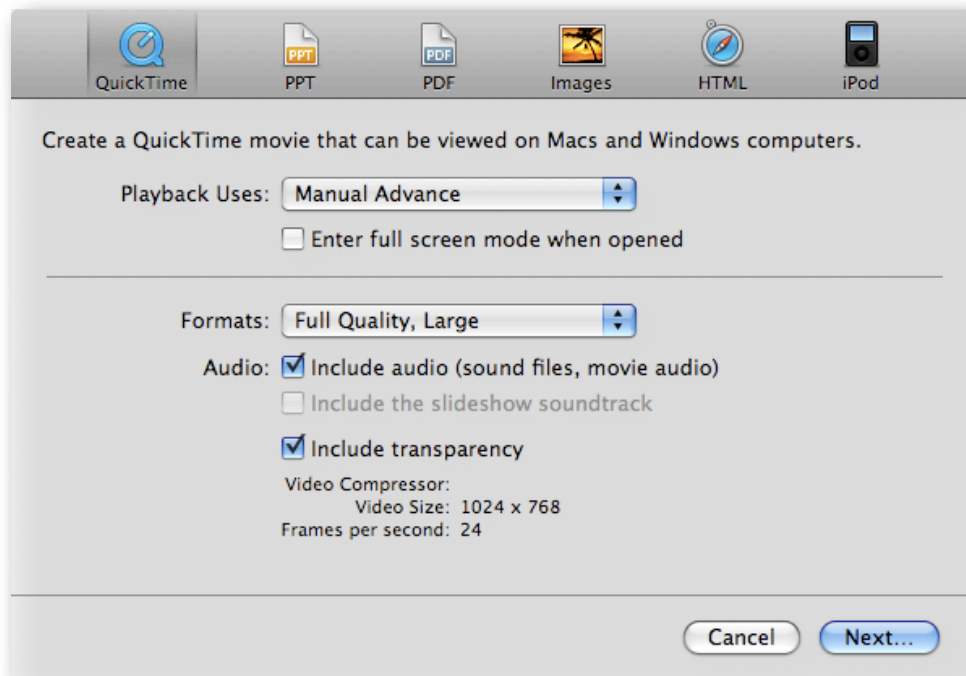 PPT PDF
QuickTime PPT PDF Images HTML iPod
Create a QuickTime movie that can be viewed on Macs and Windows computers.
Playback Uses: Manual Advance
Enter full screen mode when opened
Formats: Full Quality, Large
Audio: Include audio (sound files, movie audio)
Include the slideshow soundtrack
Include transparency
Video Compressor:
Video Size: 1024 x 768
Frames per second: 24
Cancel Next...